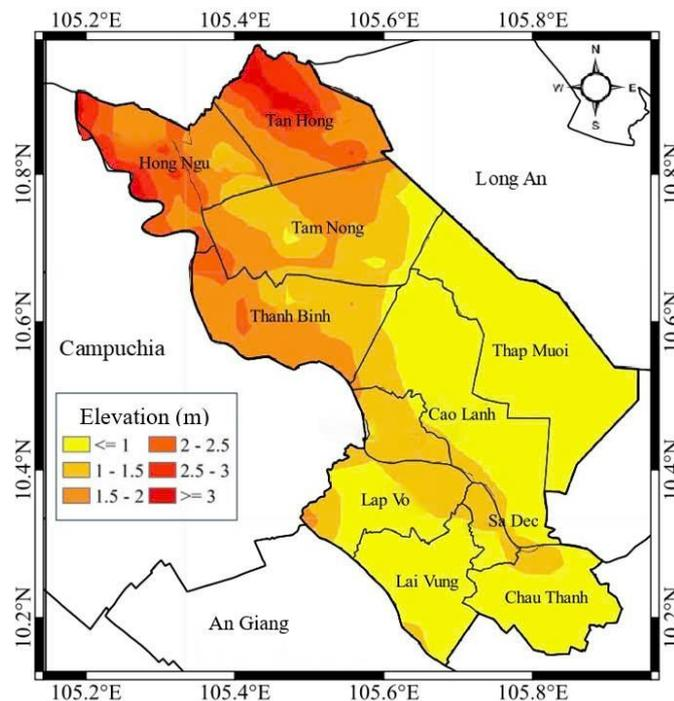 105.2°E 105.4°E 105.6°E 105.8°E
N
W E
S
10.8°N
10.6°N
10.4°N
10.2°N
Tan Hong
Hong Ngu
Long An
Tam Nong
Thanh Binh
Campuchia
Thap Muoi
Cao Lanh
Elevation (m)
<= 1
1 - 1.5
1.5 - 2
2 - 2.5
2.5 - 3
>= 3
Lap Vo
Sa Dec
Lai Vung
Chau Thanh
An Giang
10.8°N
10.6°N
10.4°N
10.2°N
105.2°E 105.4°E 105.6°E 105.8°E